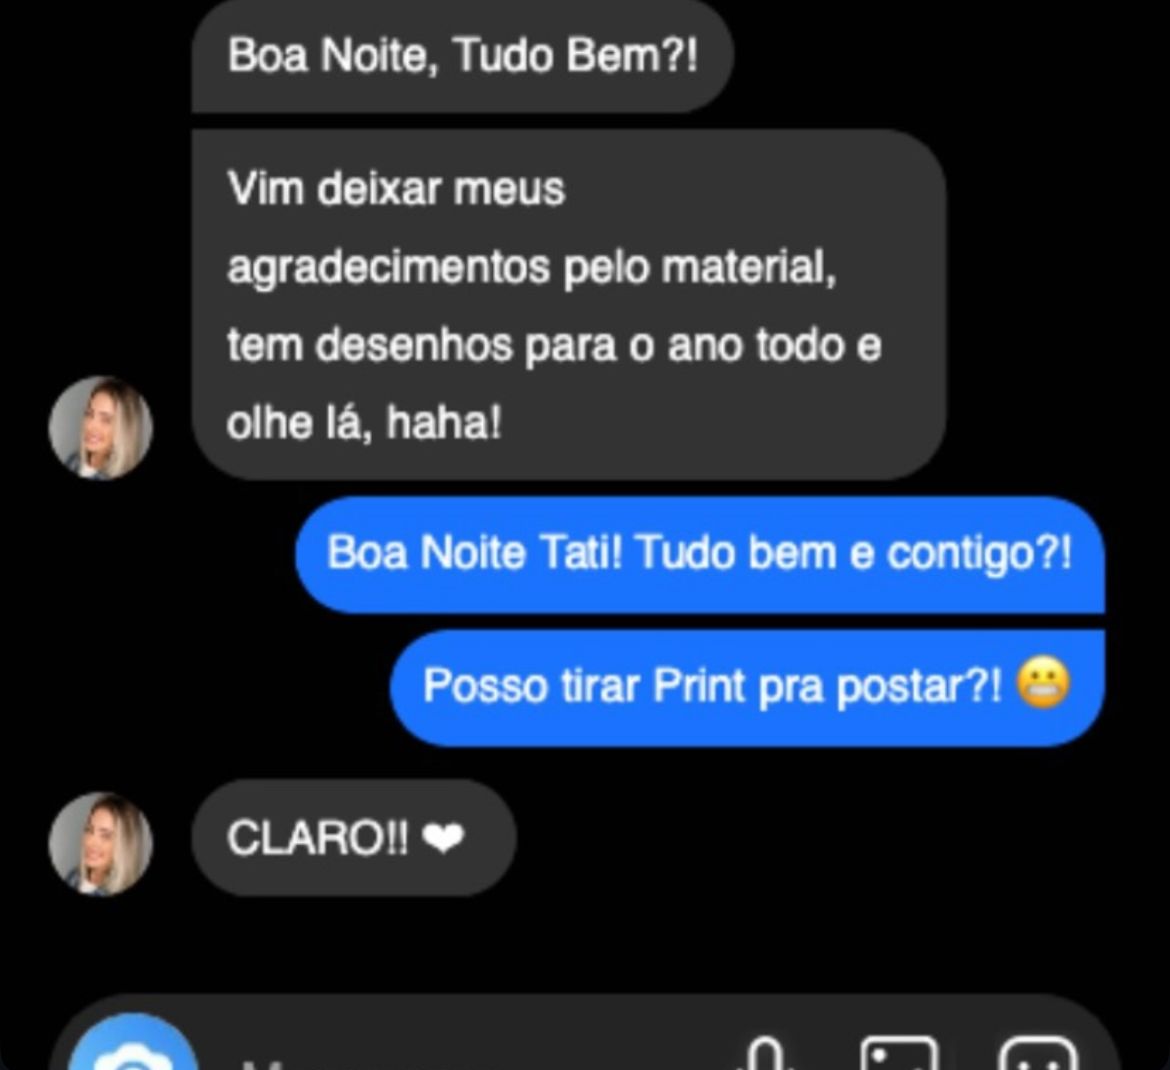 Boa Noite, Tudo Bem?!
Vim deixar meus
agradecimentos pelo material,
tem desenhos para o ano todo e
olhe lá, haha!
Boa Noite Tati! Tudo bem e contigo?!
Posso tirar Print pra postar?! 😬
CLARO!! ❤